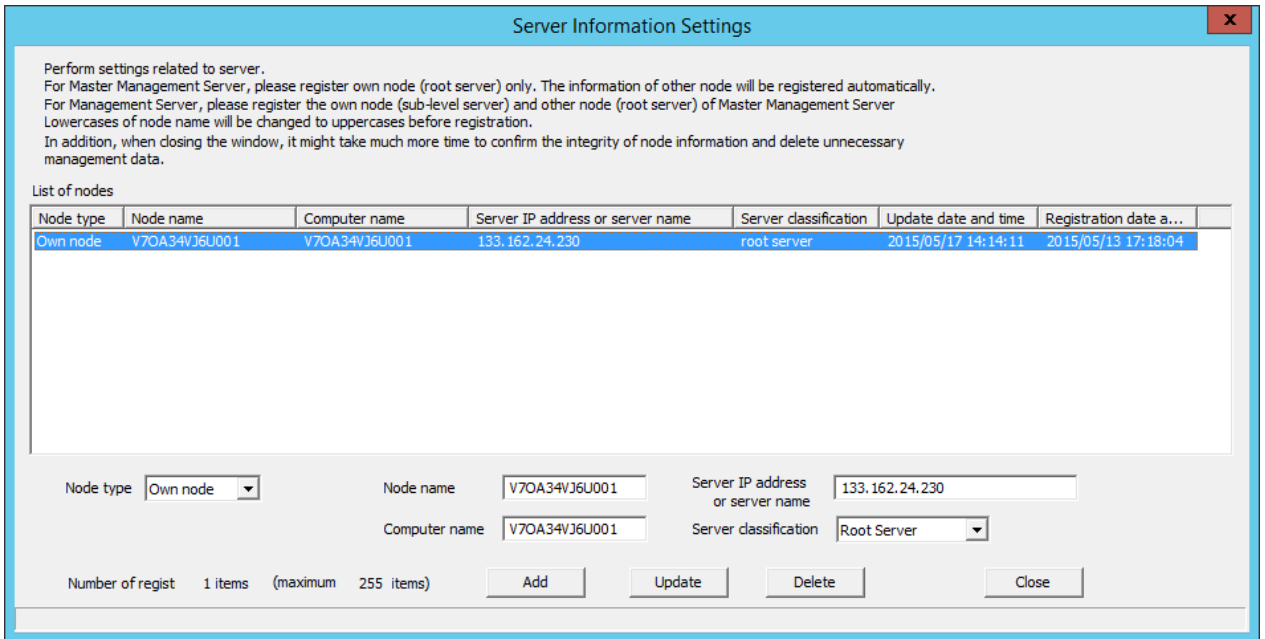 Server Information Settings
x
Perform settings related to server.
For Master Management Server, please register own node (root server) only. The information of other node will be registered automatically.
For Management Server, please register the own node (sub-level server) and other node (root server) of Master Management Server
Lowercases of node name will be changed to uppercases before registration.
In addition, when closing the window, it might take much more time to confirm the integrity of node information and delete unnecessary
management data.
List of nodes
Node type Node name Computer name Server IP address or server name Server classification Update date and time Registration date a...
Own node V7OA34VJ6U001 V7OA34VJ6U001 133.162.24.230 root server 2015/05/17 14:14:11 2015/05/13 17:18:04
Node type Own node Node name V7OA34VJ6U001 Server IP address 133.162.24.230
or server name
Computer name V7OA34VJ6U001 Server classification Root Server
Number of regist 1 items (maximum 255 items) Add Update Delete Close